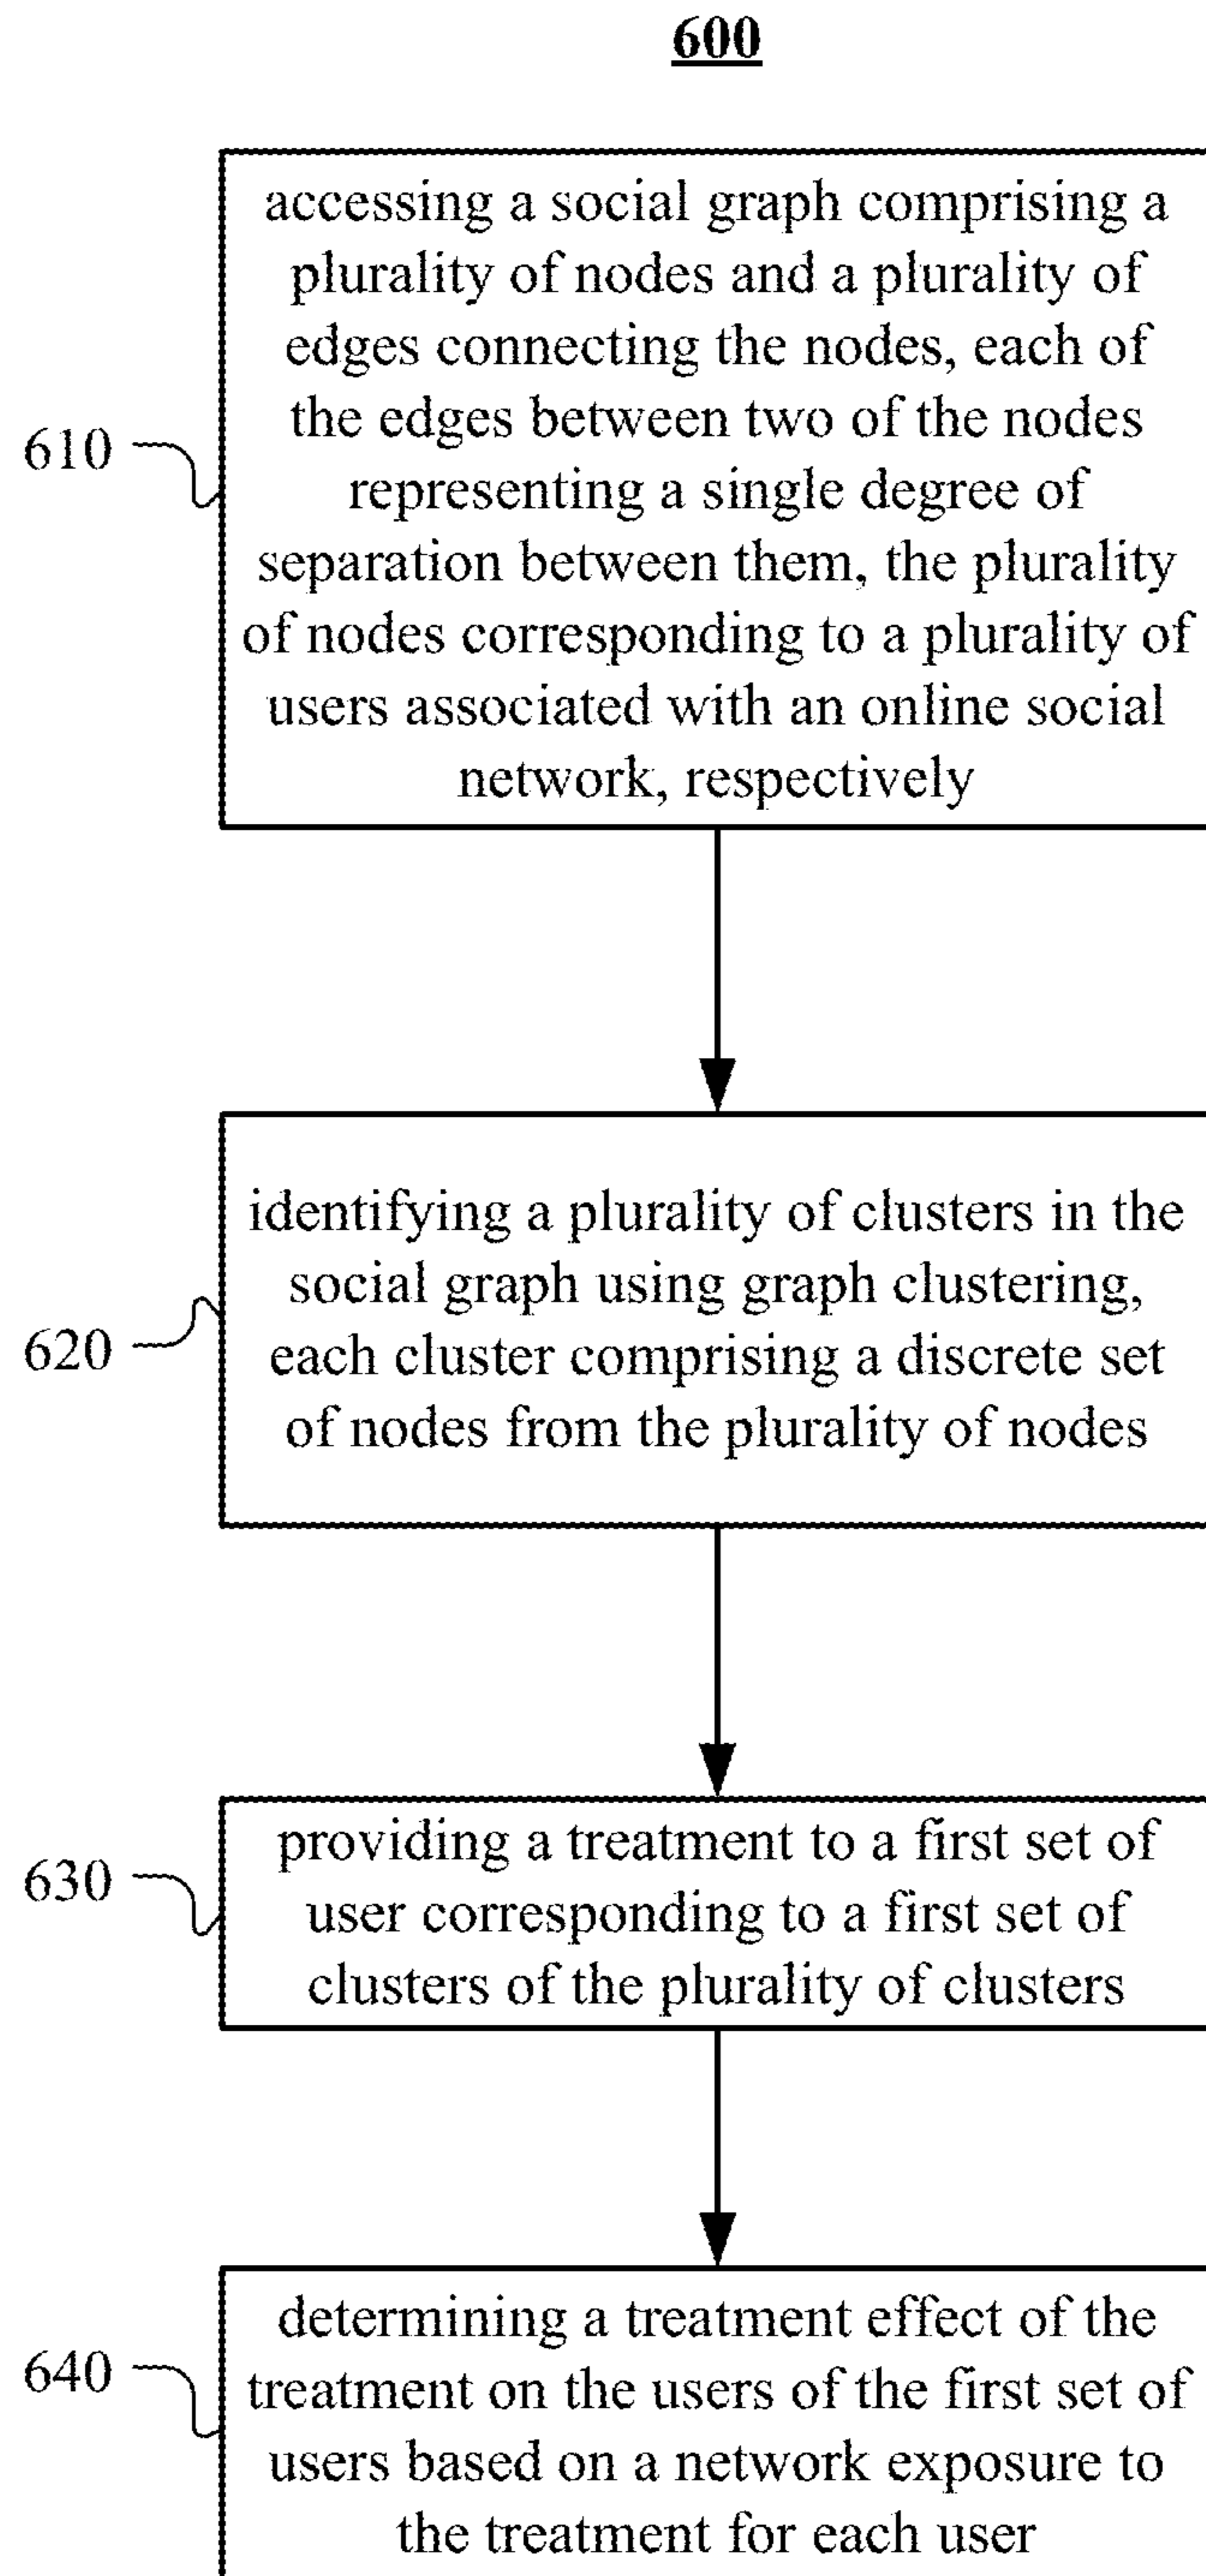 600
accessing a social graph comprising a
plurality of nodes and a plurality of
edges connecting the nodes, each of
the edges between two of the nodes
representing a single degree of
separation between them, the plurality
of nodes corresponding to a plurality of
users associated with an online social
network, respectively
610
identifying a plurality of clusters in the
social graph using graph clustering,
each cluster comprising a discrete set
of nodes from the plurality of nodes
620
providing a treatment to a first set of
user corresponding to a first set of
clusters of the plurality of clusters
630
determining a treatment effect of the
treatment on the users of the first set of
users based on a network exposure to
the treatment for each user
640